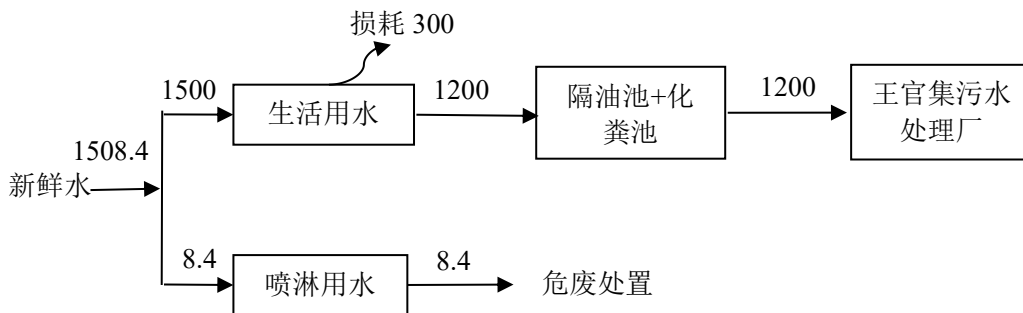 损耗 300
1500
生活用水
1200
隔油池+化
粪池
1200
王官集污水
处理厂
1508.4
新鲜水
8.4
喷淋用水
8.4
危废处置